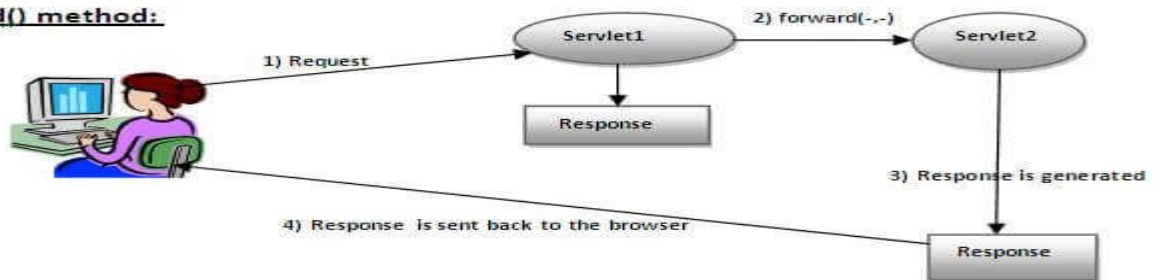 d() method:
1) Request
Servlet1
2) forward(-,-)
Servlet2
Response
3) Response is generated
4) Response is sent back to the browser
Response